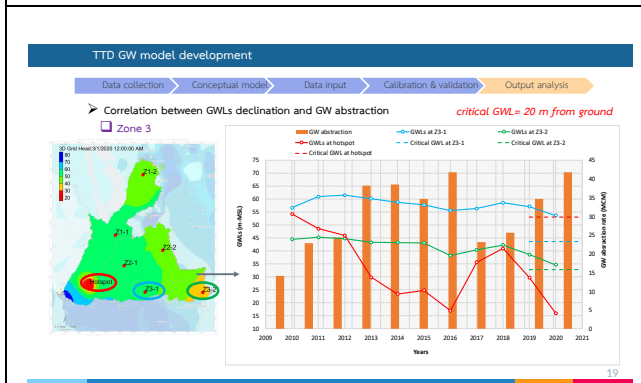 TTD GW model development
Data collection Conceptual model Data input Calibration & validation Output analysis
➤ Correlation between GWLs declination and GW abstraction
critical GWL= 20 m from ground
❑ Zone 3
3D Grid Head:3/1/2020 12:00:00 AM
80
70
60
50
40
30
20
Z1-2
Z1-1
Z2-2
Z2-1
Hotspot
Z3-1
Z3-2
GW abstraction GWLs at Z3-1 GWLs at Z3-2
GWLs at hotspot Critical GWL at Z3-1 Critical GWL at Z3-2
Critical GWL at hotspot
GWLs (m-MSL)
75
70
65
60
55
50
45
40
35
30
25
20
15
10
45
40
35
30
25
20
15
10
5
0
GW absraction rate (MCM)
2009 2010 2011 2012 2013 2014 2015 2016 2017 2018 2019 2020 2021
Years
19